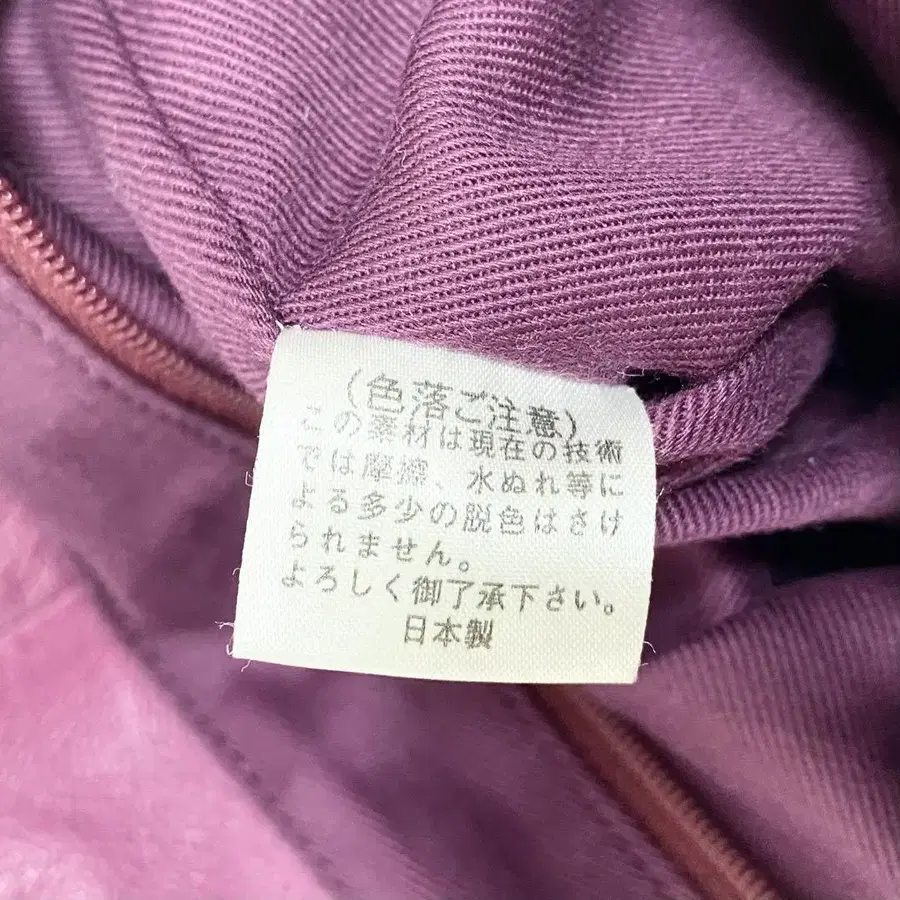 (色落ご注意)
この素材は現在の技術
では摩擦、水ぬれ等に
よる多少の脱色はさけ
られません。
よろしく御了承下さい。
日本製